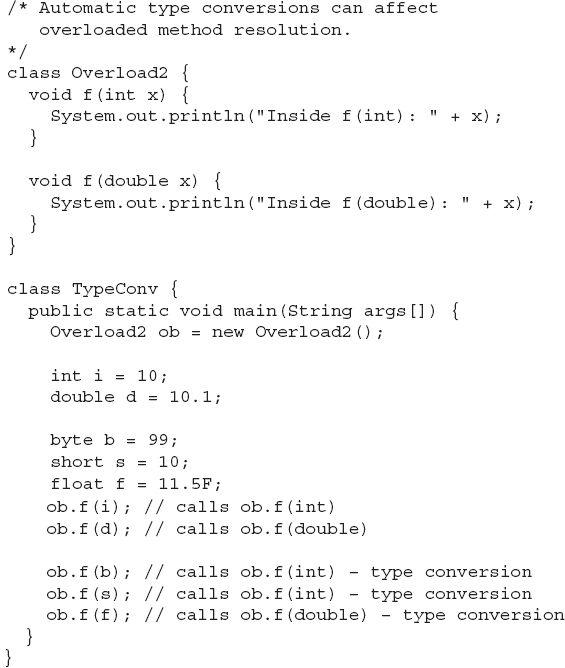 /* Automatic type conversions can affect
   overloaded method resolution.
*/
class Overload2 {
  void f(int x) {
    System.out.println("Inside f(int): " + x);
  }

  void f(double x) {
    System.out.println("Inside f(double): " + x);
  }
}

class TypeConv {
  public static void main(String args[]) {
    Overload2 ob = new Overload2();

    int i = 10;
    double d = 10.1;

    byte b = 99;
    short s = 10;
    float f = 11.5F;
    ob.f(i); // calls ob.f(int)
    ob.f(d); // calls ob.f(double)

    ob.f(b); // calls ob.f(int) – type conversion
    ob.f(s); // calls ob.f(int) – type conversion
    ob.f(f); // calls ob.f(double) – type conversion
  }
}